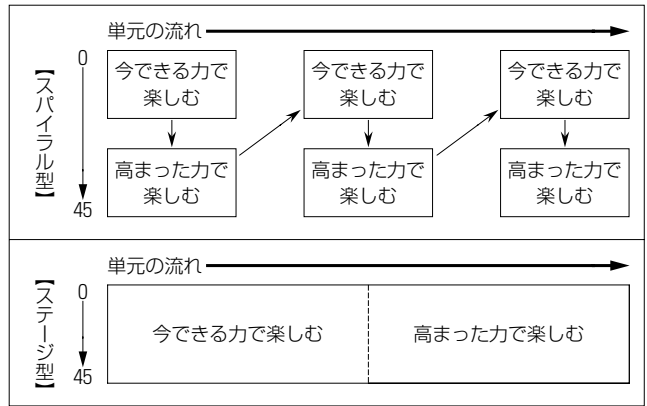 単元の流れ
【スパイラル型】
0
45
今できる力で
楽しむ
今できる力で
楽しむ
今できる力で
楽しむ
高まった力で
楽しむ
高まった力で
楽しむ
高まった力で
楽しむ
単元の流れ
【ステージ型】
0
45
今できる力で楽しむ
高まった力で楽しむ